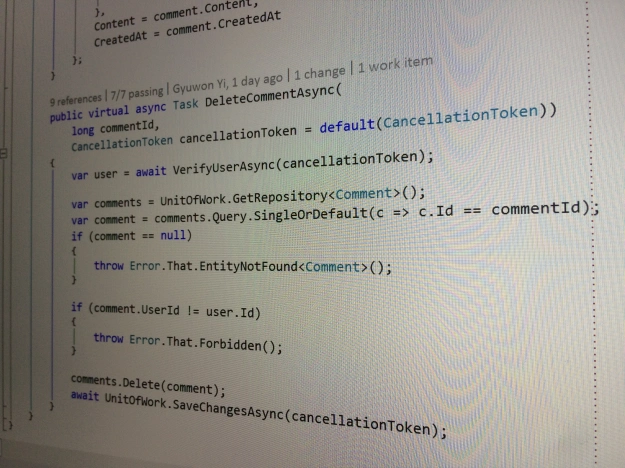 },
Content = comment.Content,
CreatedAt = comment.CreatedAt
};
}
9 references | 7/7 passing | Gyuwon Yi, 1 day ago | 1 change | 1 work item
public virtual async Task DeleteCommentAsync(
long commentId,
CancellationToken cancellationToken = default(CancellationToken))
{
var user = await VerifyUserAsync(cancellationToken);
var comments = UnitOfWork.GetRepository<Comment>();
var comment = comments.Query.SingleOrDefault(c => c.Id == commentId);
if (comment == null)
{
throw Error.That.EntityNotFound<Comment>();
}
if (comment.UserId != user.Id)
{
throw Error.That.Forbidden();
}
comments.Delete(comment);
await UnitOfWork.SaveChangesAsync(cancellationToken);
}
}
}